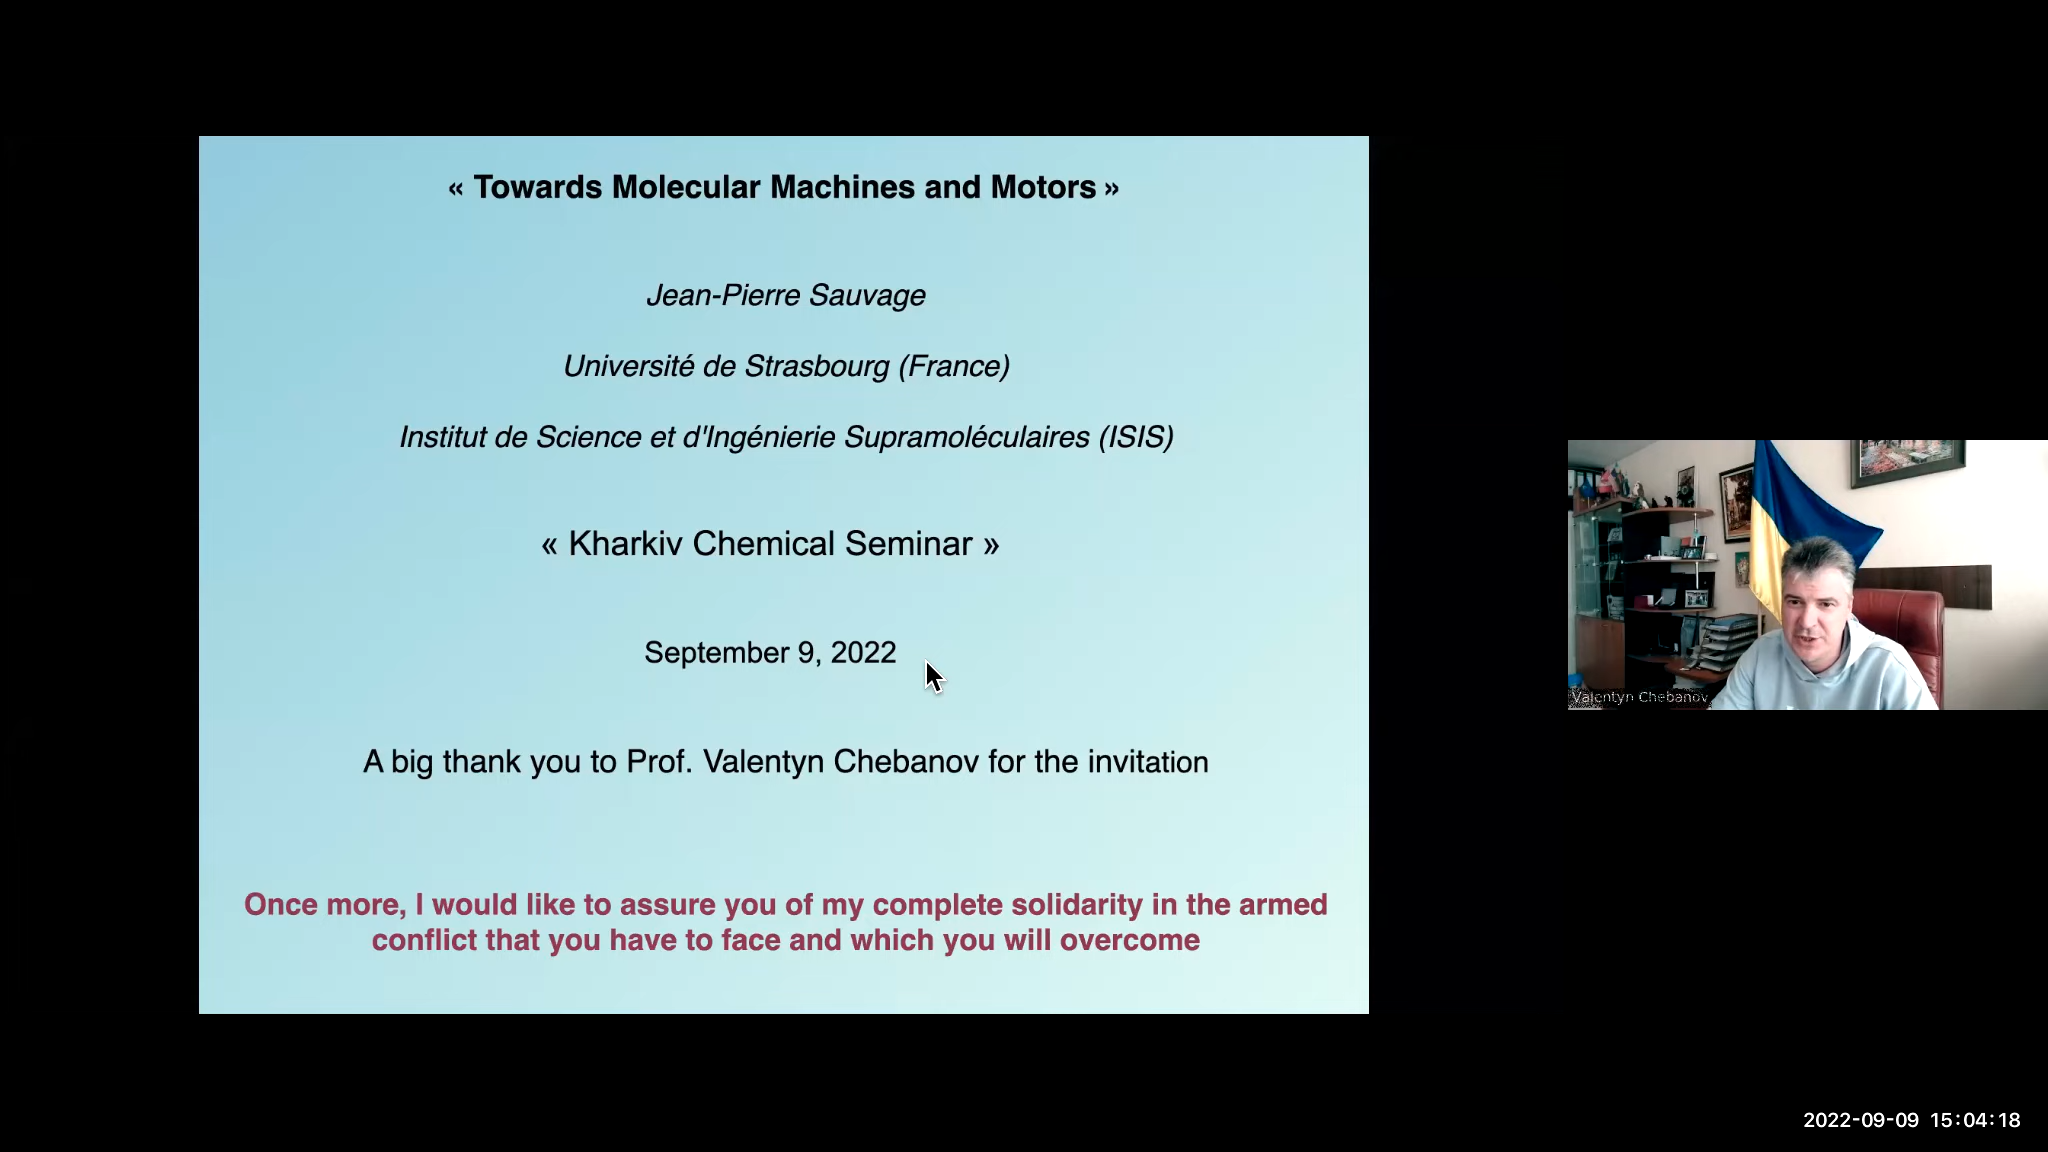 « Towards Molecular Machines and Motors »
Jean-Pierre Sauvage
Université de Strasbourg (France)
Institut de Science et d'Ingénierie Supramoléculaires (ISIS)
« Kharkiv Chemical Seminar »
September 9, 2022
A big thank you to Prof. Valentyn Chebanov for the invitation
Once more, I would like to assure you of my complete solidarity in the armed
conflict that you have to face and which you will overcome
Valentyn Chebanov
2022-09-09 15:04:18